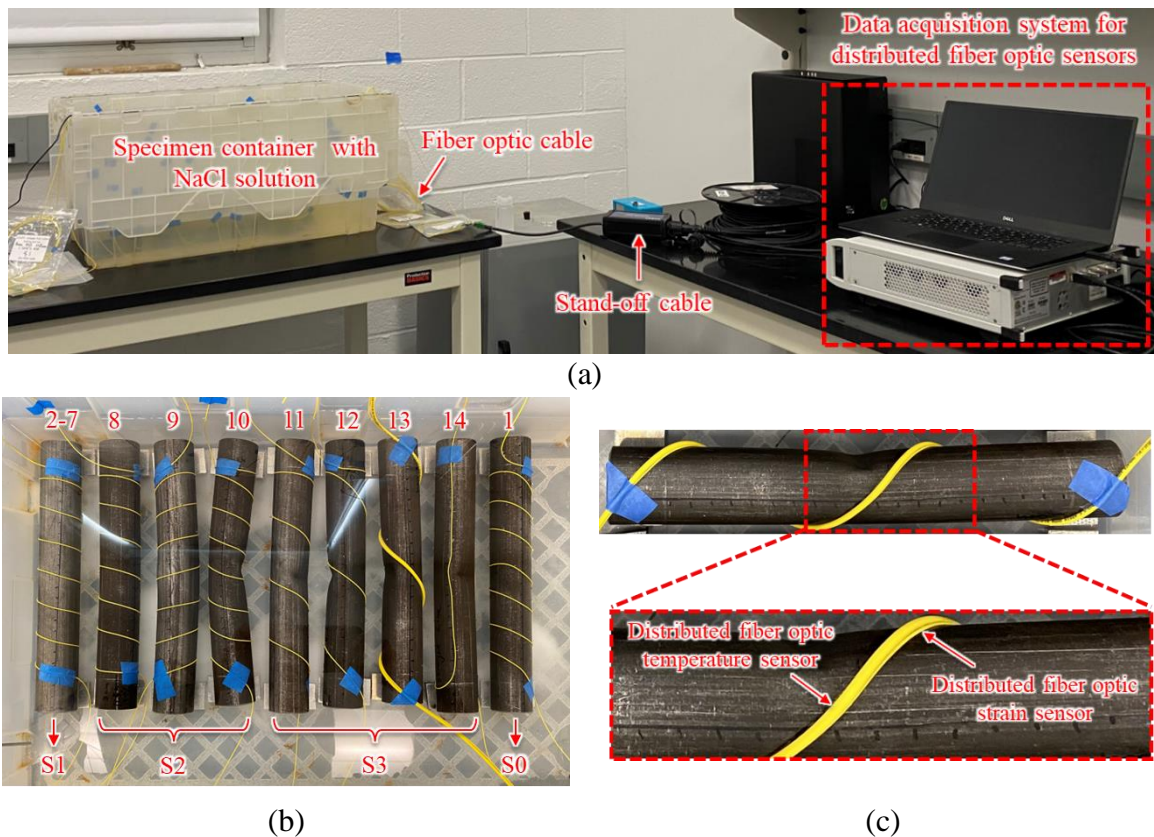 Data acquisition system for
distributed fiber optic sensors
Specimen container with
NaCl solution
Fiber optic cable
Stand-off cable
DELL
(a)
2-7 8 9 10 11 12 13 14 1
S1 S2 S3 S0
(b)
Distributed fiber optic
temperature sensor
Distributed fiber optic
strain sensor
(c)